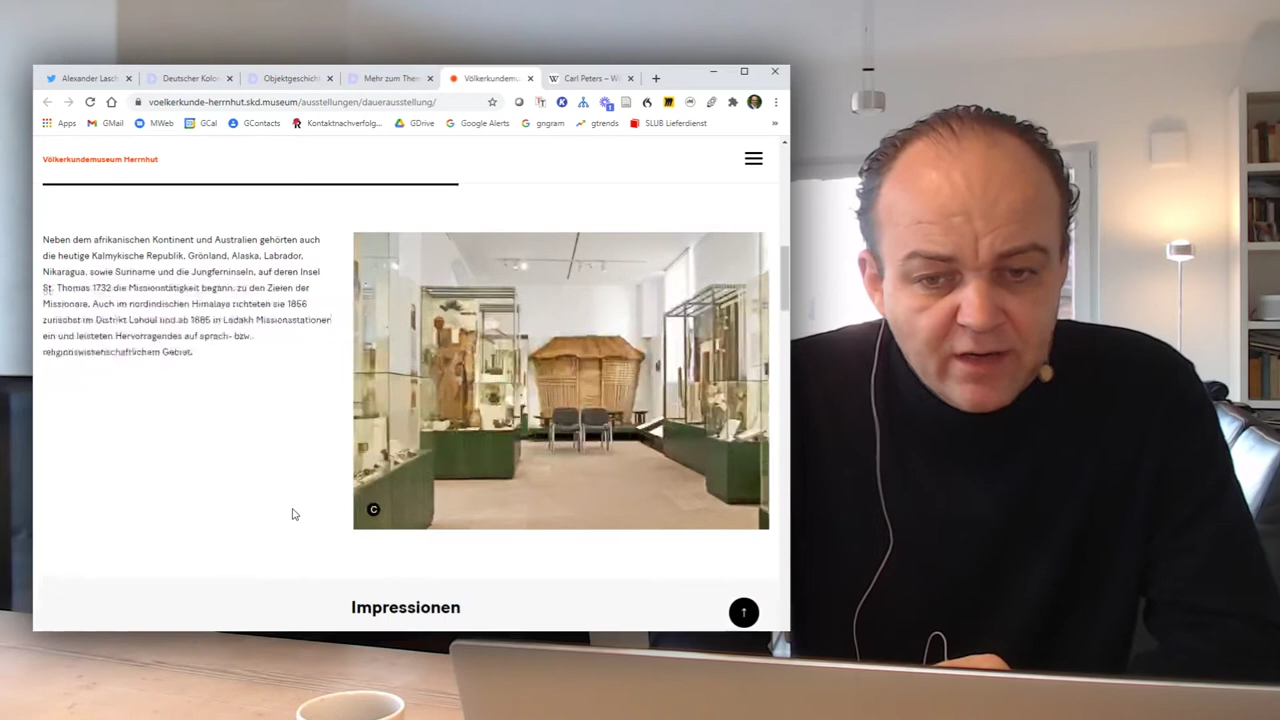 Alexander Lasch
Deutscher Kolo
Objektgeschicht
Mehr zum Them
Völkerkundemu
Carl Peters – Wi
voelkerkunde-herrnhut.skd.museum/ausstellungen/dauerausstellung/
Apps GMail MWeb GCal GContacts Kontaktnachverfolg... GDrive Google Alerts gngram gtrends SLUB Lieferdienst »
Völkerkundemuseum Herrnhut
Neben dem afrikanischen Kontinent und Australien gehörten auch
die heutige Kalmykische Republik, Grönland, Alaska, Labrador,
Nikaragua, sowie Suriname und die Jungferninseln, auf deren Insel
St. Thomas 1732 die Missionstätigkeit begann, zu den Zielen der
Missionare. Auch im nordindischen Himalaya richteten sie 1856
zunächst im Distrikt Lahoul und ab 1885 in Ladakh Missionsstationen
ein und leisteten Hervorragendes auf sprach- bzw.
religionswissenschaftlichem Gebiet.
C
Impressionen